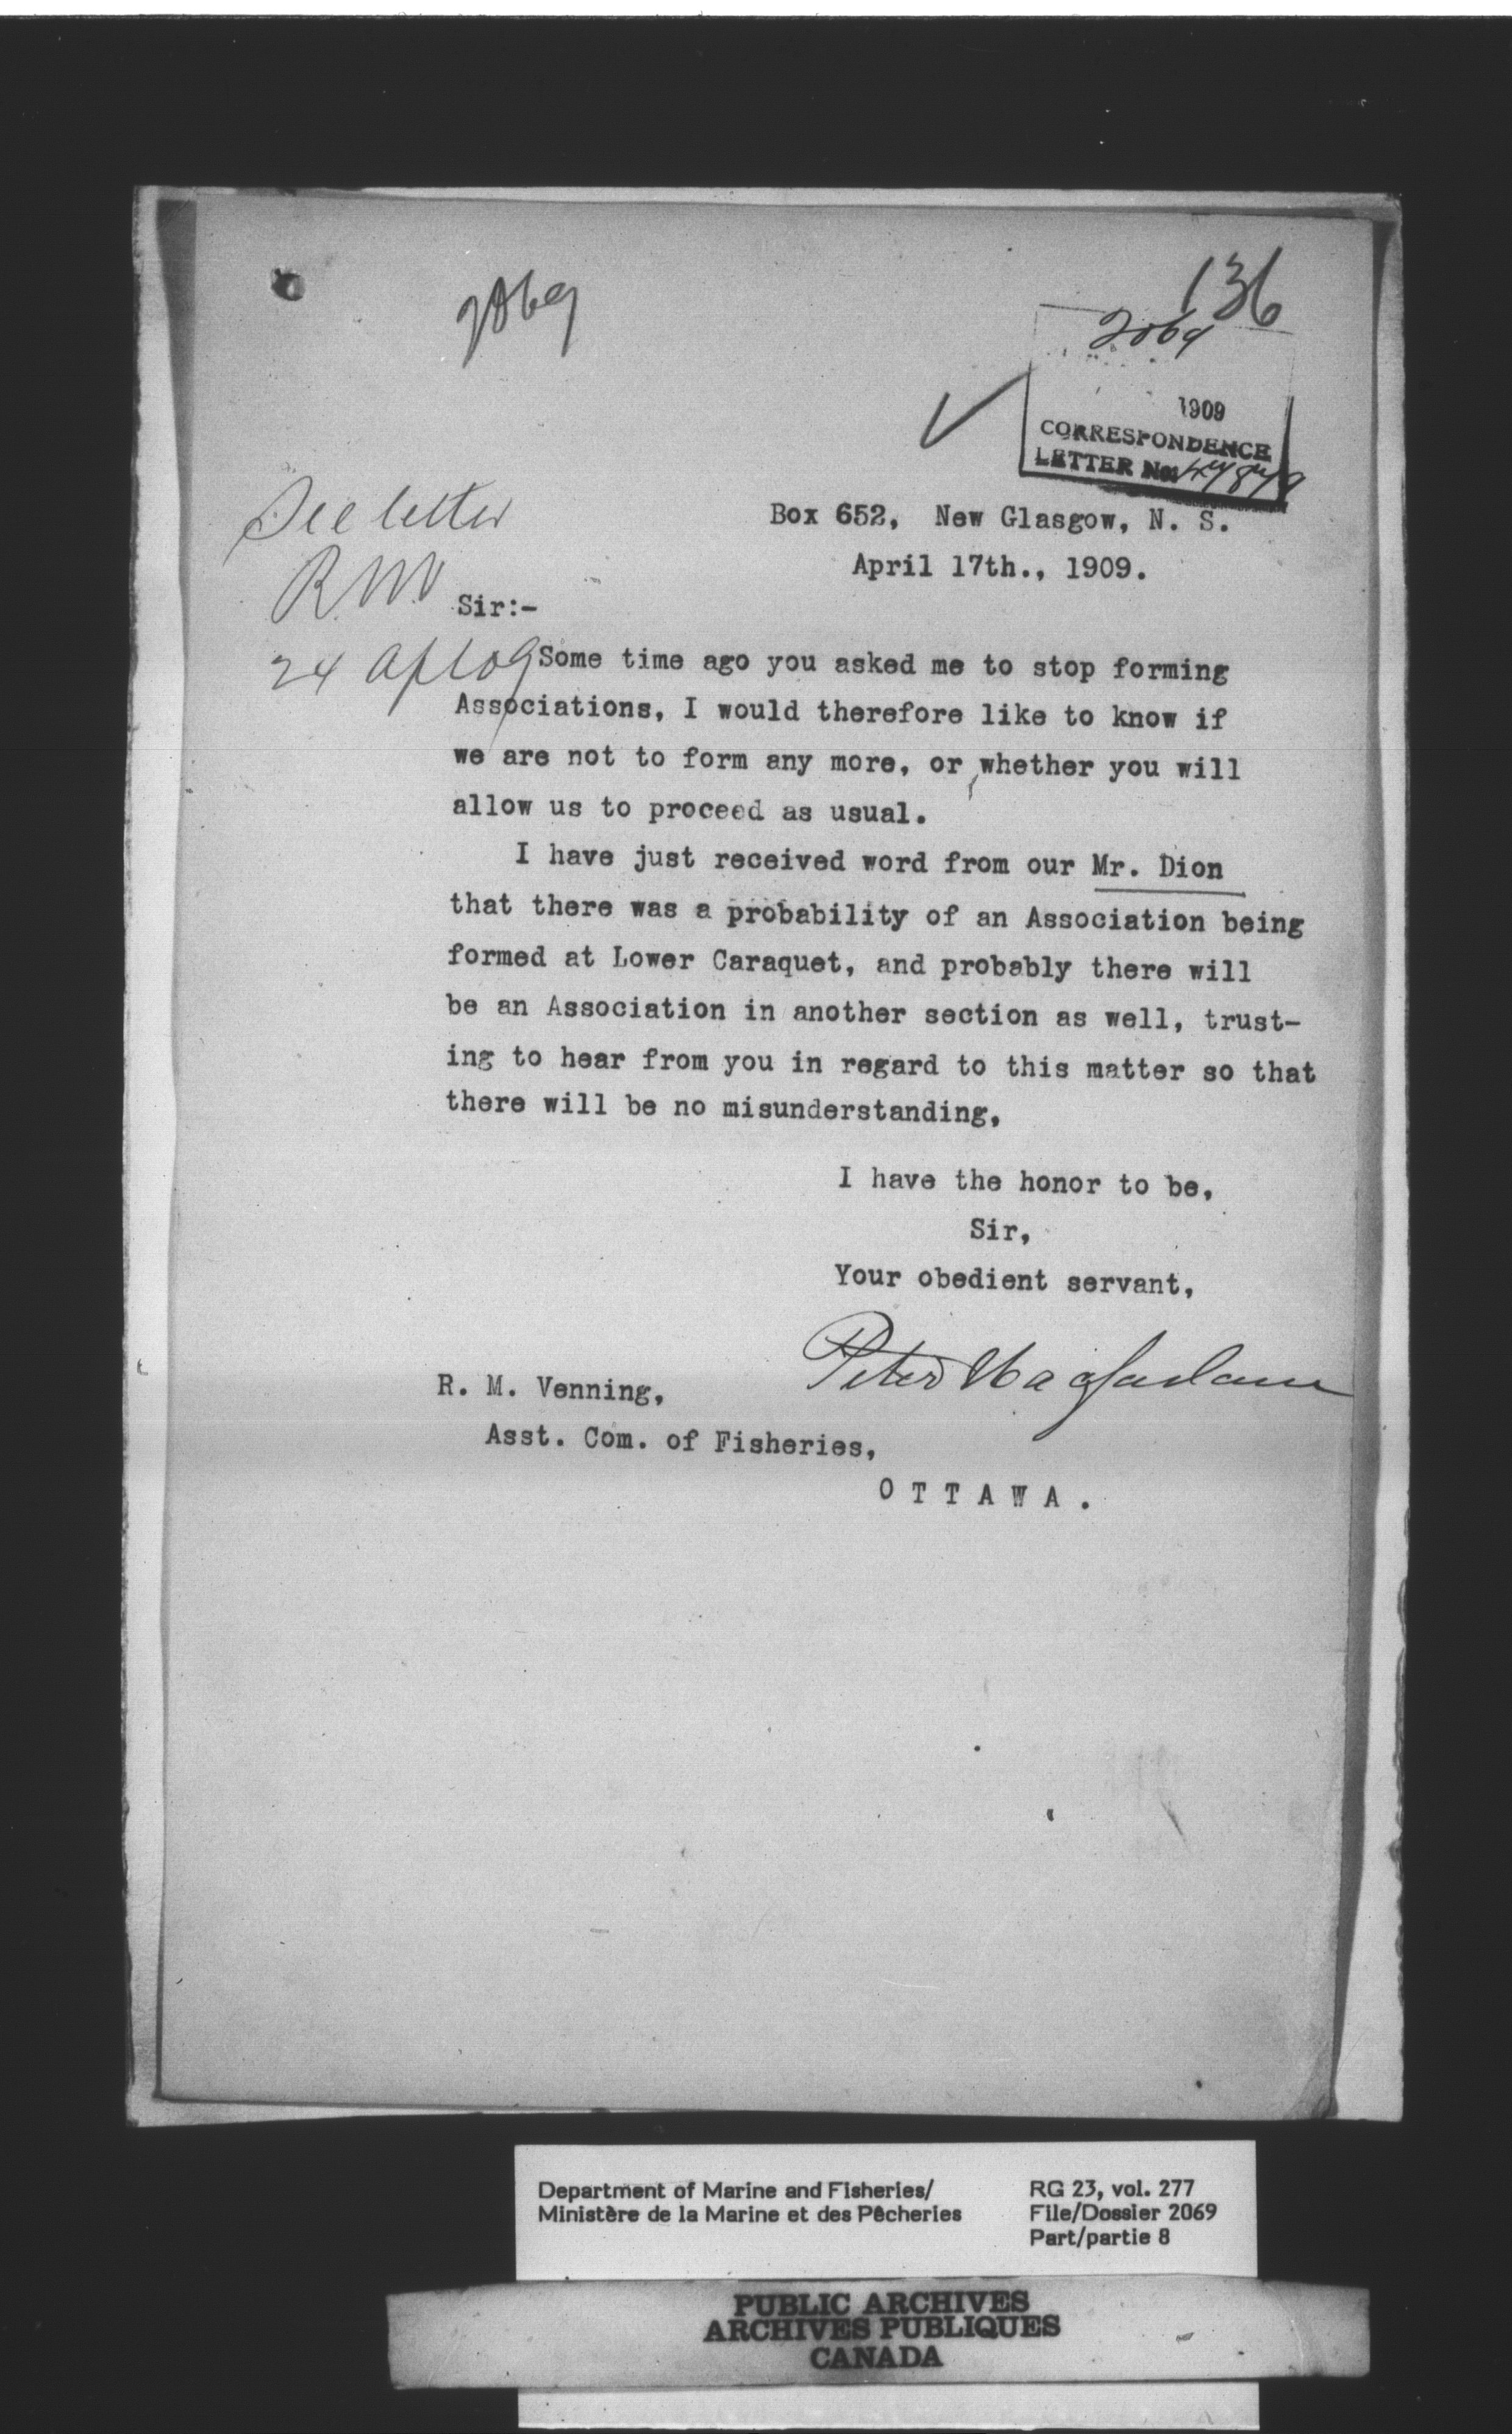 2069
136
2069
1909
CORRESPONDENCE
LETTER No.
See letter
R.M.V
24 Apl 09
Box 652, New Glasgow, N. S.
April 17th., 1909.
Sir:-
Some time ago you asked me to stop forming
Associations, I would therefore like to know if
we are not to form any more, or whether you will
allow us to proceed as usual.
I have just received word from our Mr. Dion
that there was a probability of an Association being
formed at Lower Caraquet, and probably there will
be an Association in another section as well, trust-
ing to hear from you in regard to this matter so that
there will be no misunderstanding,
I have the honor to be,
Sir,
Your obedient servant,
Peter Macfarlane
R. M. Venning,
Asst. Com. of Fisheries,
OTTAWA.
Department of Marine and Fisheries/
Ministère de la Marine et des Pêcheries
RG 23, vol. 277
File/Dossier 2069
Part/partie 8
PUBLIC ARCHIVES
ARCHIVES PUBLIQUES
CANADA